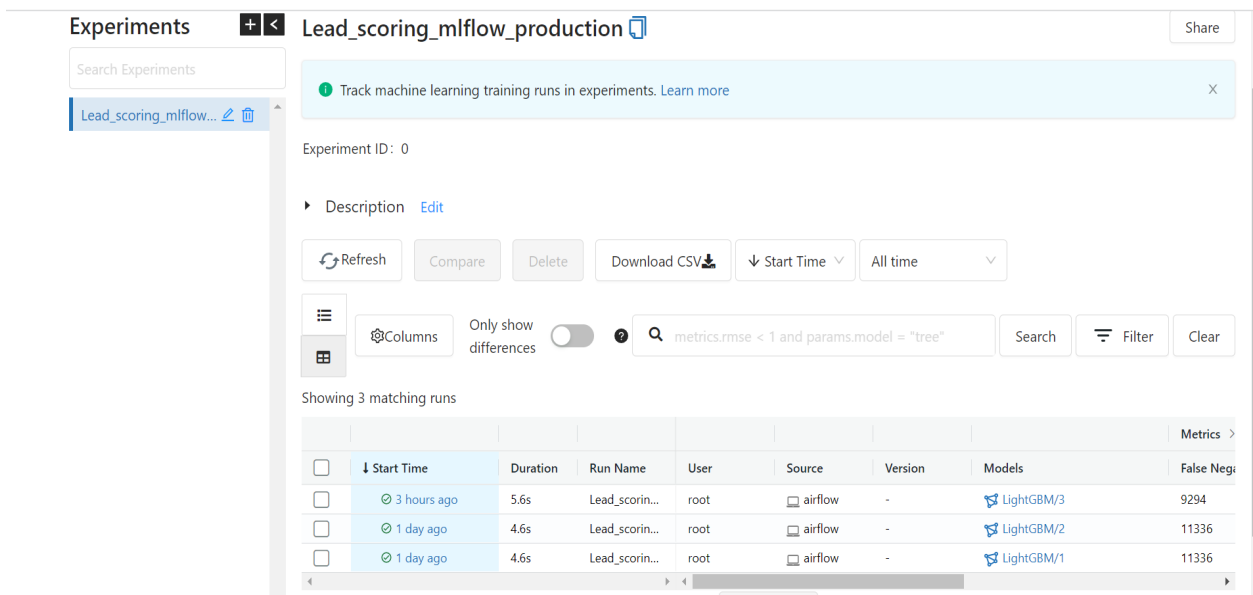 Experiments + <
Lead_scoring_mlflow_production
Share
Search Experiments
Lead_scoring_mlflow...
Track machine learning training runs in experiments. Learn more X
Experiment ID: 0
Description Edit
Refresh Compare Delete Download CSV Start Time All time
Columns Only show differences ? metrics.rmse < 1 and params.model = "tree" Search Filter Clear
Showing 3 matching runs
Metrics >
Start Time Duration Run Name User Source Version Models False Nega
3 hours ago 5.6s Lead_scorin... root airflow - LightGBM/3 9294
1 day ago 4.6s Lead_scorin... root airflow - LightGBM/2 11336
1 day ago 4.6s Lead_scorin... root airflow - LightGBM/1 11336